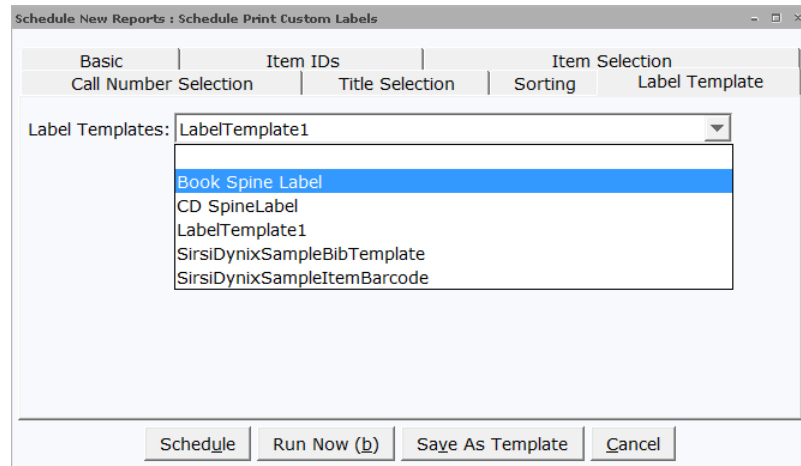 Schedule New Reports : Schedule Print Custom Labels
Basic Item IDs Item Selection
Call Number Selection Title Selection Sorting Label Template
Label Templates: LabelTemplate1
Book Spine Label
CD SpineLabel
LabelTemplate1
SirsiDynixSampleBibTemplate
SirsiDynixSampleItemBarcode
Schedule Run Now (b) Save As Template Cancel